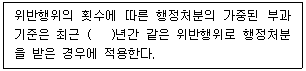 위반행위의 횟수에 따른 행정처분의 가중된 부과
기준은 최근 (    )년간 같은 위반행위로 행정처분
을 받은 경우에 적용한다.